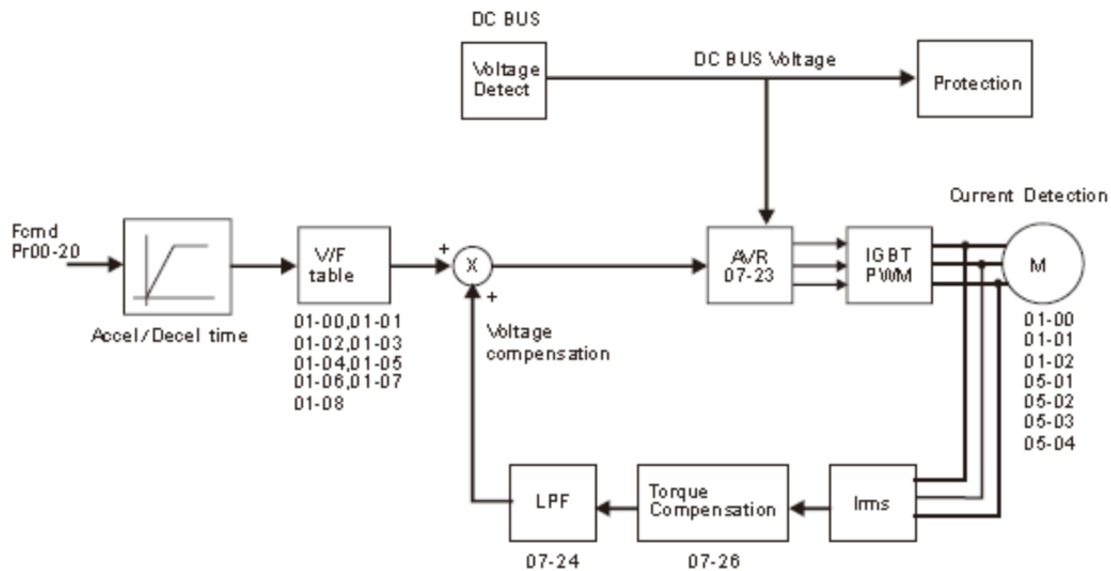 DC BUS
Voltage
Detect
DC BUS Voltage
Protection
Current Detection
Fcmd
Pr00-20
Accel/Decel time
V/F
table
01-00,01-01
01-02,01-03
01-04,01-05
01-06,01-07
01-08
+
X
+
Voltage
compensation
AVR
07-23
IGBT
PWM
M
01-00
01-01
01-02
05-01
05-02
05-03
05-04
LPF
07-24
Torque
Compensation
07-26
Irms